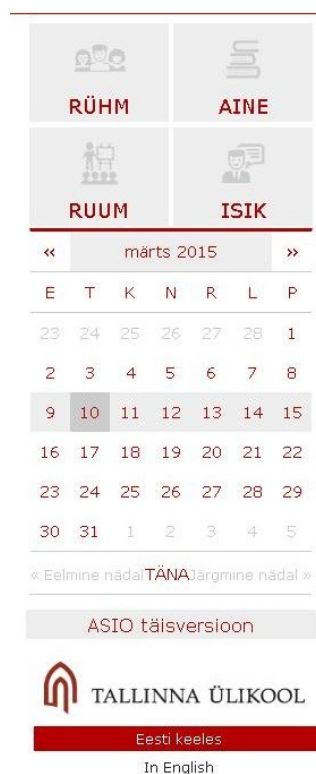 RÜHM AINE
RUUM ISIK
« märts 2015 »
E T K N R L P
23 24 25 26 27 28 1
2 3 4 5 6 7 8
9 10 11 12 13 14 15
16 17 18 19 20 21 22
23 24 25 26 27 28 29
30 31 1 2 3 4 5
« Eelmine nädal TÄNA Järgmine nädal »
ASIO täisversioon
TALLINNA ÜLIKOOL
Eesti keeles
In English